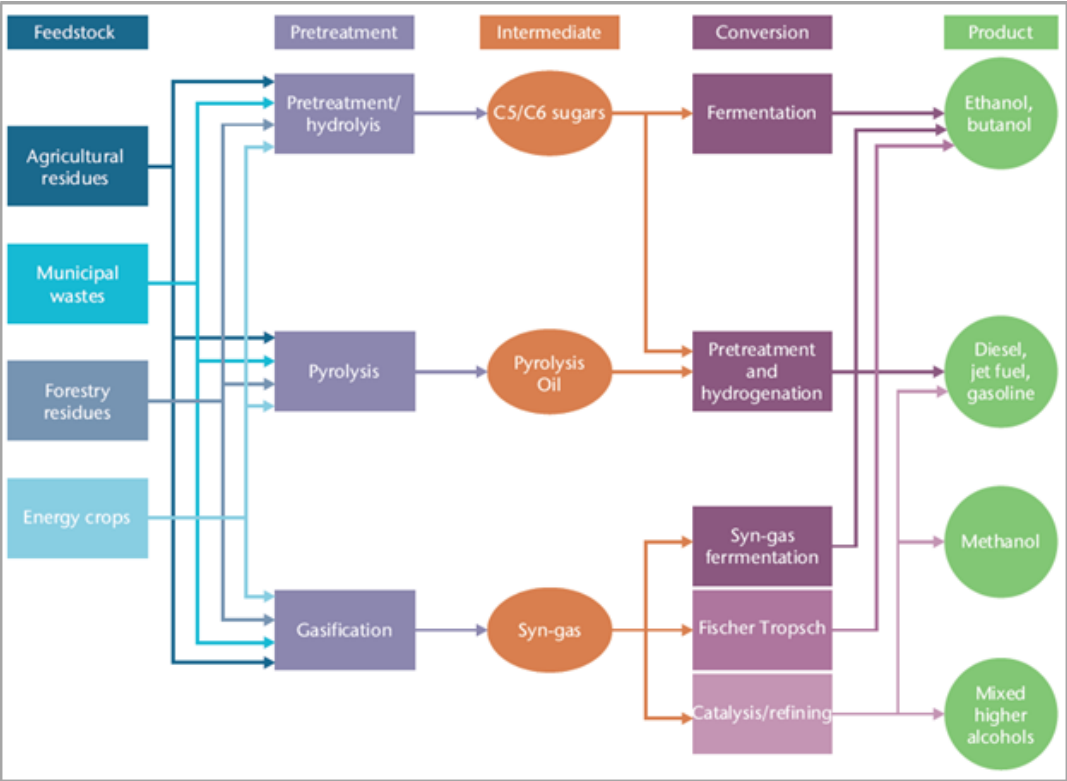 Feedstock
Pretreatment
Intermediate
Conversion
Product
Agricultural
residues
Municipal
wastes
Forestry
residues
Energy crops
Pretreatment/
hydrolyis
Pyrolysis
Gasification
C5/C6 sugars
Pyrolysis
Oil
Syn-gas
Fermentation
Pretreatment
and
hydrogenation
Syn-gas
ferrmentation
Fischer Tropsch
Catalysis/refining
Ethanol,
butanol
Diesel,
jet fuel,
gasoline
Methanol
Mixed
higher
alcohols